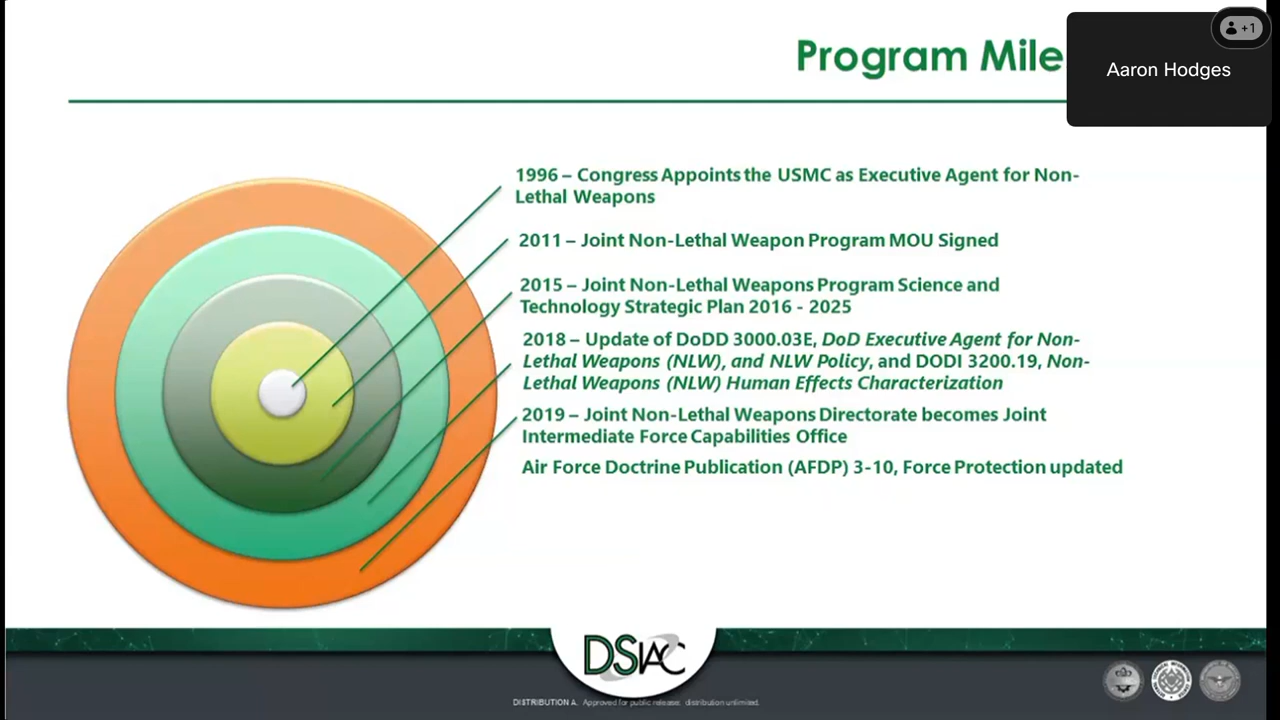 Program Mile
+1
Aaron Hodges
1996 – Congress Appoints the USMC as Executive Agent for Non-
Lethal Weapons
2011 – Joint Non-Lethal Weapon Program MOU Signed
2015 – Joint Non-Lethal Weapons Program Science and
Technology Strategic Plan 2016 - 2025
2018 – Update of DoDD 3000.03E, DoD Executive Agent for Non-
Lethal Weapons (NLW), and NLW Policy, and DODI 3200.19, Non-
Lethal Weapons (NLW) Human Effects Characterization
2019 – Joint Non-Lethal Weapons Directorate becomes Joint
Intermediate Force Capabilities Office
Air Force Doctrine Publication (AFDP) 3-10, Force Protection updated
DSIAC
DISTRIBUTION A. Approved for public release: distribution unlimited.